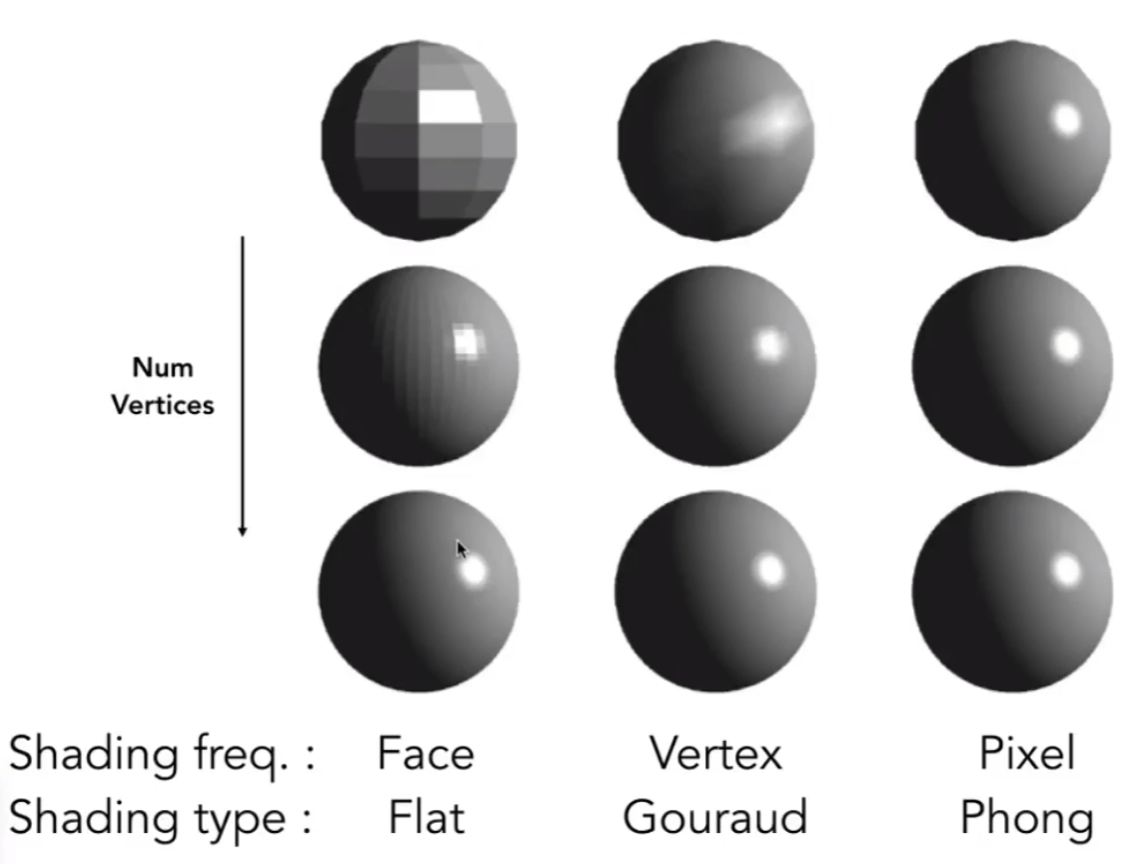 Num
Vertices
Shading freq. : Face Vertex Pixel
Shading type : Flat Gouraud Phong